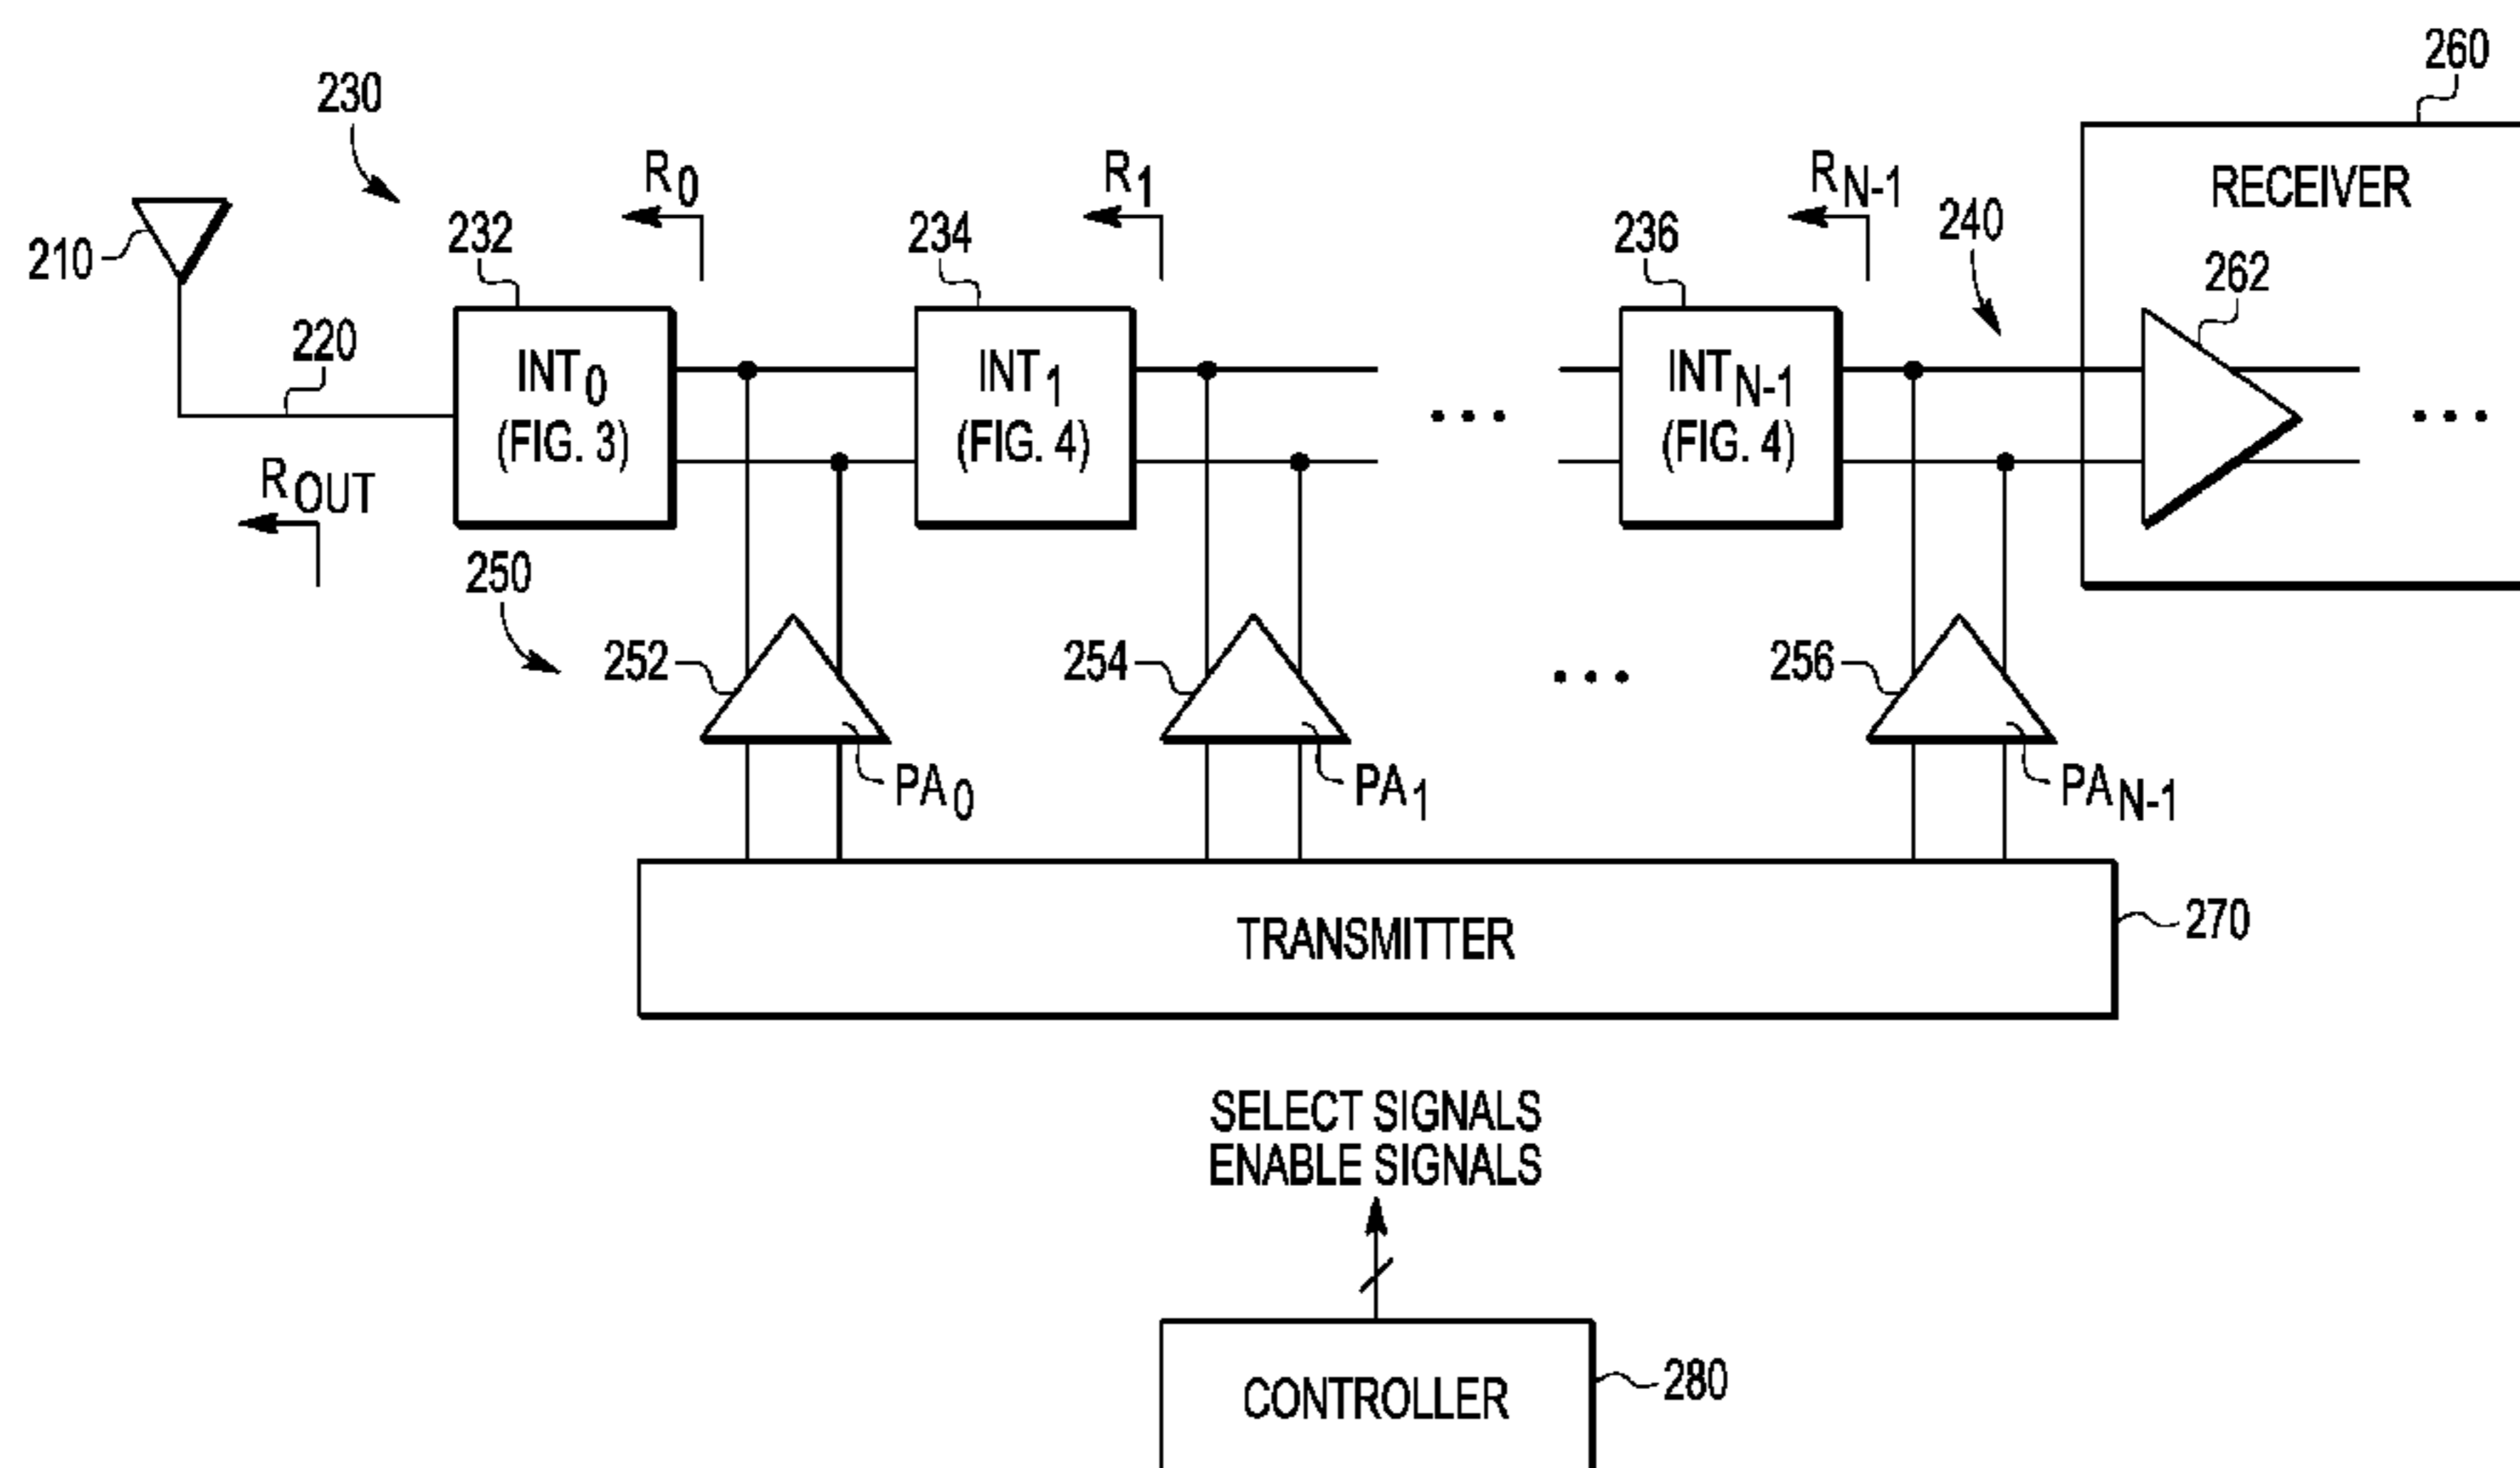 260
230
R0
R1
RN-1
RECEIVER
210
232
234
236
240
262
220
INT0
(FIG. 3)
INT1
(FIG. 4)
INTN-1
(FIG. 4)
• • •
• • •
ROUT
250
252
254
• • •
256
PA0
PA1
PAN-1
TRANSMITTER
270
SELECT SIGNALS
ENABLE SIGNALS
CONTROLLER
280